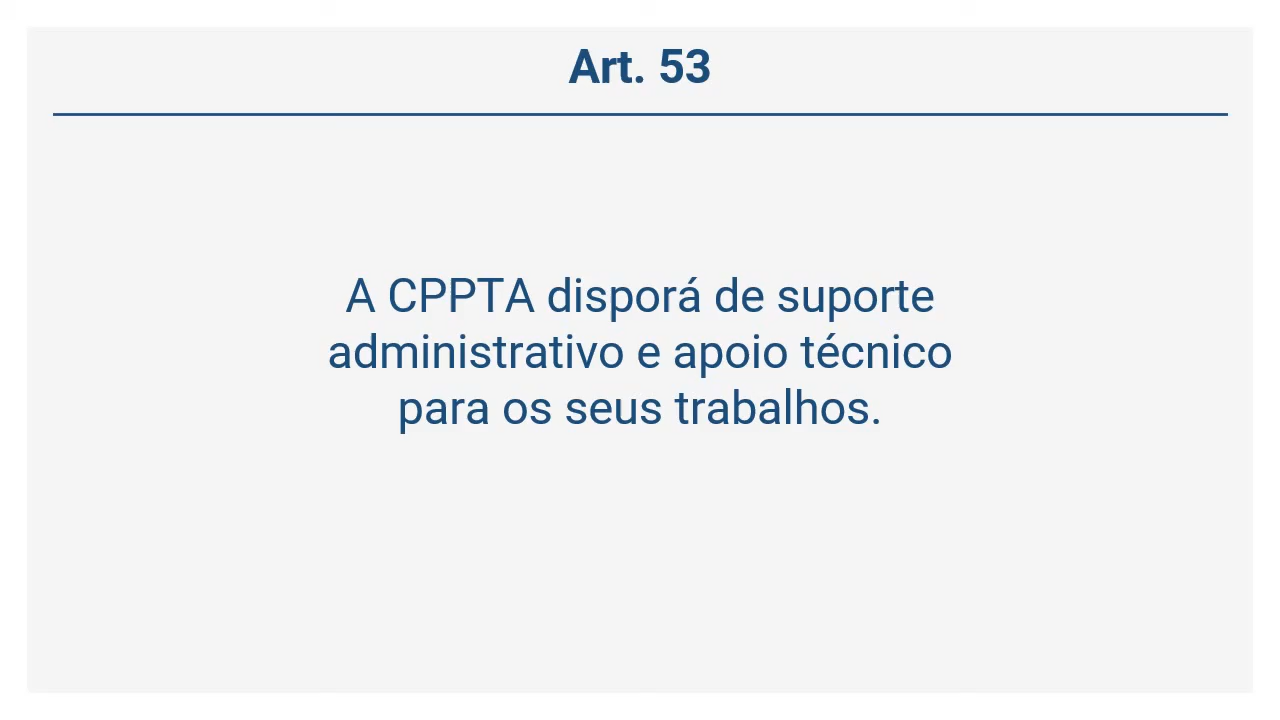 Art. 53
A CPPTA disporá de suporte
administrativo e apoio técnico
para os seus trabalhos.